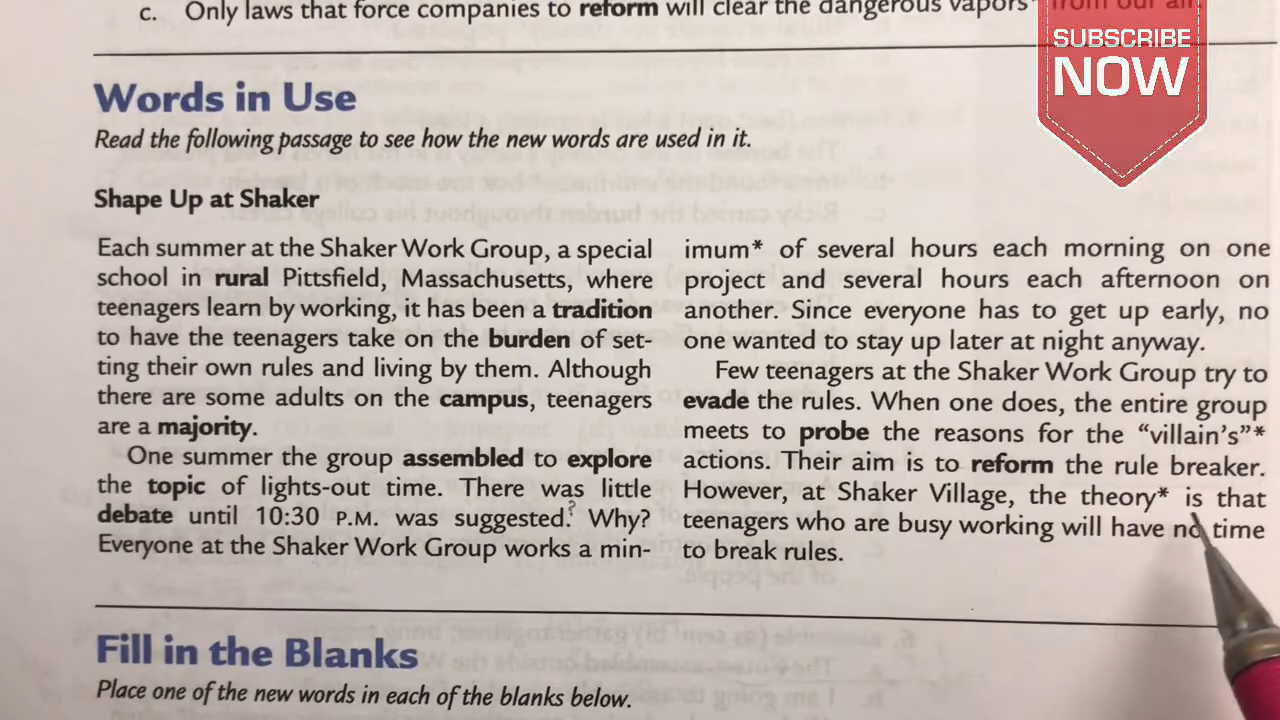 c. Only laws that force companies to reform will clear the dangerous vapors* from our air.
SUBSCRIBE
NOW
Words in Use
Read the following passage to see how the new words are used in it.
Shape Up at Shaker
Each summer at the Shaker Work Group, a special
school in rural Pittsfield, Massachusetts, where
teenagers learn by working, it has been a tradition
to have the teenagers take on the burden of set-
ting their own rules and living by them. Although
there are some adults on the campus, teenagers
are a majority.
One summer the group assembled to explore
the topic of lights-out time. There was little
debate until 10:30 P.M. was suggested. Why?
Everyone at the Shaker Work Group works a min-
imum* of several hours each morning on one
project and several hours each afternoon on
another. Since everyone has to get up early, no
one wanted to stay up later at night anyway.
Few teenagers at the Shaker Work Group try to
evade the rules. When one does, the entire group
meets to probe the reasons for the “villain’s”*
actions. Their aim is to reform the rule breaker.
However, at Shaker Village, the theory* is that
teenagers who are busy working will have no time
to break rules.
Fill in the Blanks
Place one of the new words in each of the blanks below.